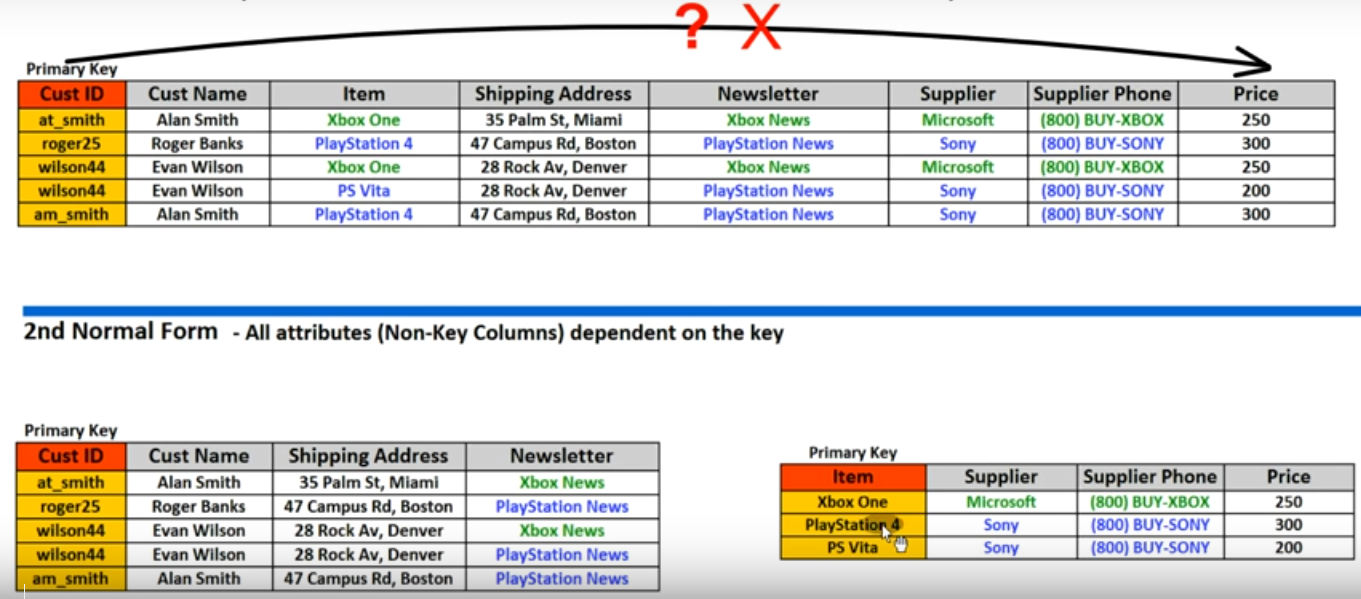 ? X
Primary Key
Cust ID Cust Name Item Shipping Address Newsletter Supplier Supplier Phone Price
at_smith Alan Smith Xbox One 35 Palm St, Miami Xbox News Microsoft (800) BUY-XBOX 250
roger25 Roger Banks PlayStation 4 47 Campus Rd, Boston PlayStation News Sony (800) BUY-SONY 300
wilson44 Evan Wilson Xbox One 28 Rock Av, Denver Xbox News Microsoft (800) BUY-XBOX 250
wilson44 Evan Wilson PS Vita 28 Rock Av, Denver PlayStation News Sony (800) BUY-SONY 200
am_smith Alan Smith PlayStation 4 47 Campus Rd, Boston PlayStation News Sony (800) BUY-SONY 300
2nd Normal Form - All attributes (Non-Key Columns) dependent on the key
Primary Key
Cust ID Cust Name Shipping Address Newsletter
at_smith Alan Smith 35 Palm St, Miami Xbox News
roger25 Roger Banks 47 Campus Rd, Boston PlayStation News
wilson44 Evan Wilson 28 Rock Av, Denver Xbox News
wilson44 Evan Wilson 28 Rock Av, Denver PlayStation News
am_smith Alan Smith 47 Campus Rd, Boston PlayStation News
Primary Key
Item Supplier Supplier Phone Price
Xbox One Microsoft (800) BUY-XBOX 250
PlayStation 4 Sony (800) BUY-SONY 300
PS Vita Sony (800) BUY-SONY 200